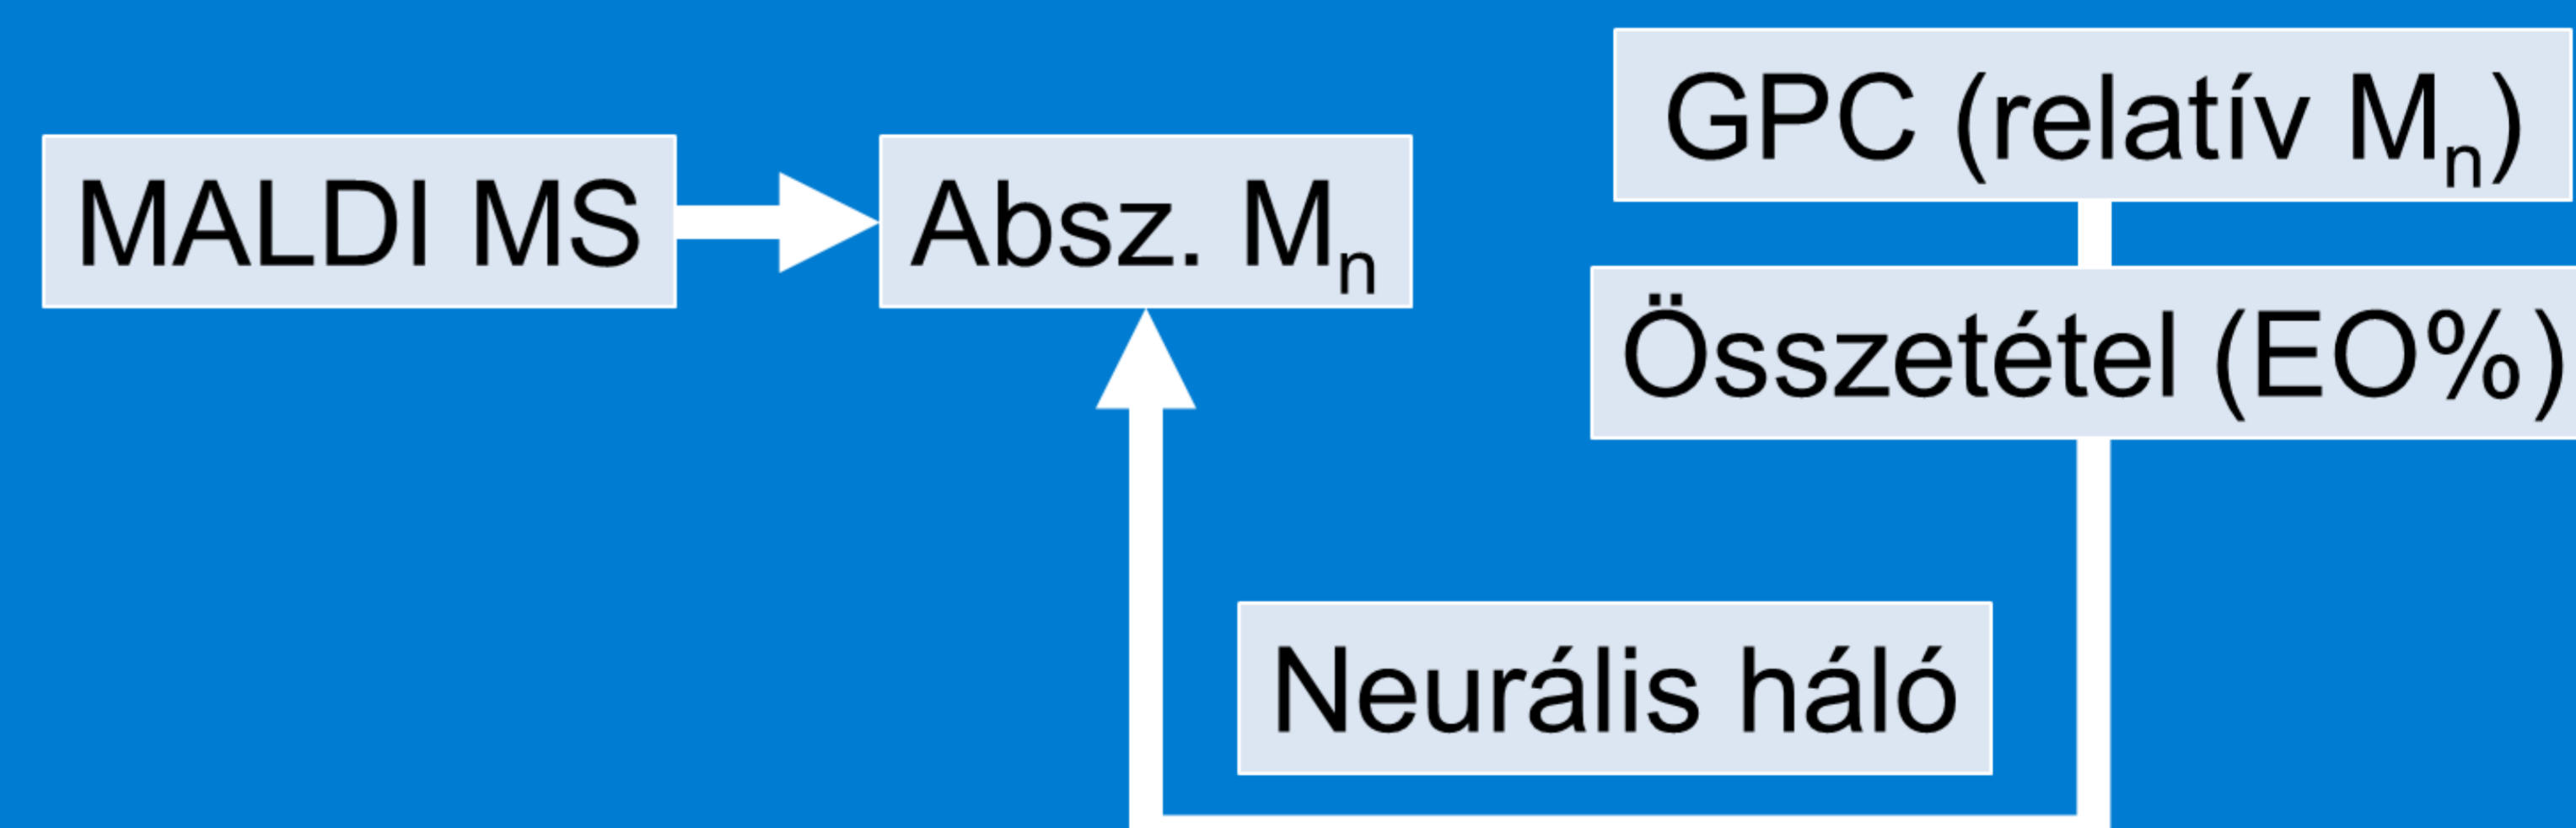 MALDI MS
Absz. Mn
GPC (relatív Mn)
Összetétel (EO%)
Neurális háló